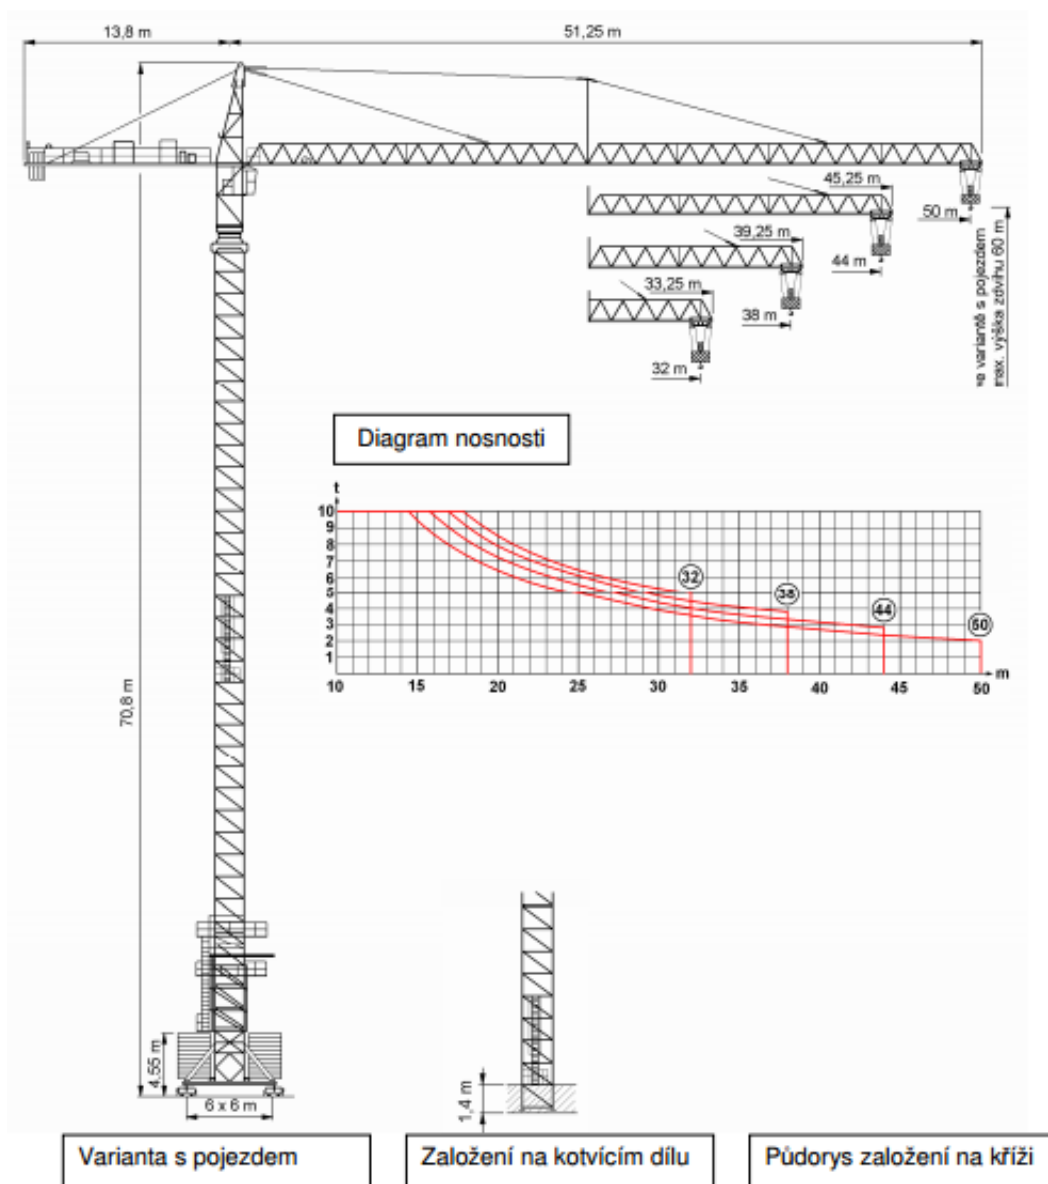 13,8 m
51,25 m
45,25 m
50 m
39,25 m
44 m
33,25 m
38 m
32 m
ve variantě s pojezdem
max. výška zdvihu 60 m
Diagram nosnosti
t
10
9
8
7
6
5
4
3
2
1
32
38
44
50
10 15 20 25 30 35 40 45 50 m
70,8 m
4,55 m
6 x 6 m
1,4 m
Varianta s pojezdem
Založení na kotvícím dílu
Půdorys založení na kříži